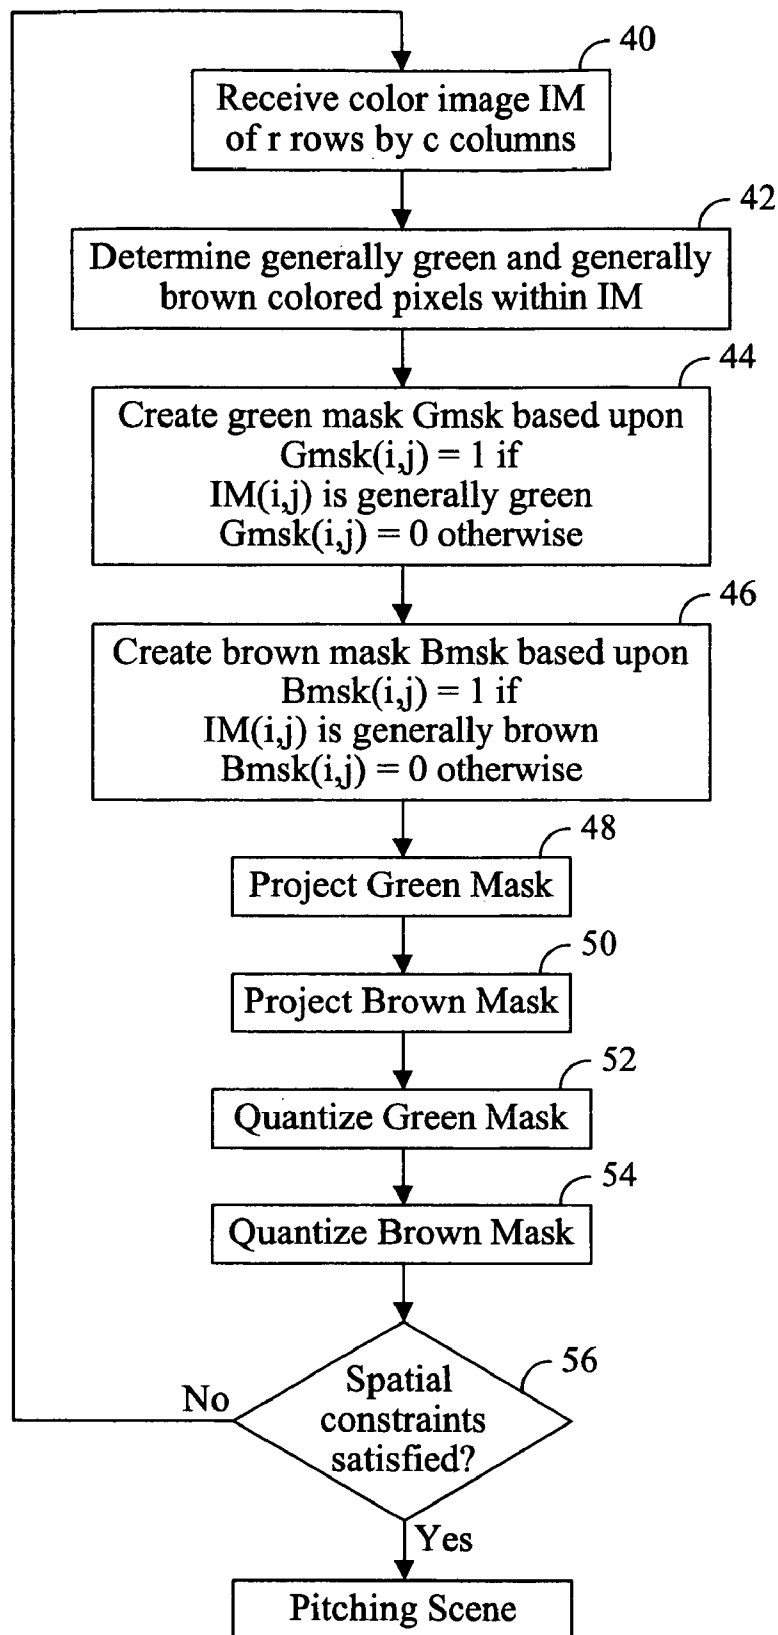 40
Receive color image IM
of r rows by c columns
42
Determine generally green and generally
brown colored pixels within IM
44
Create green mask Gmsk based upon
Gmsk(i,j) = 1 if
IM(i,j) is generally green
Gmsk(i,j) = 0 otherwise
46
Create brown mask Bmsk based upon
Bmsk(i,j) = 1 if
IM(i,j) is generally brown
Bmsk(i,j) = 0 otherwise
48
Project Green Mask
50
Project Brown Mask
52
Quantize Green Mask
54
Quantize Brown Mask
56
Spatial
constraints
satisfied?
No
Yes
Pitching Scene